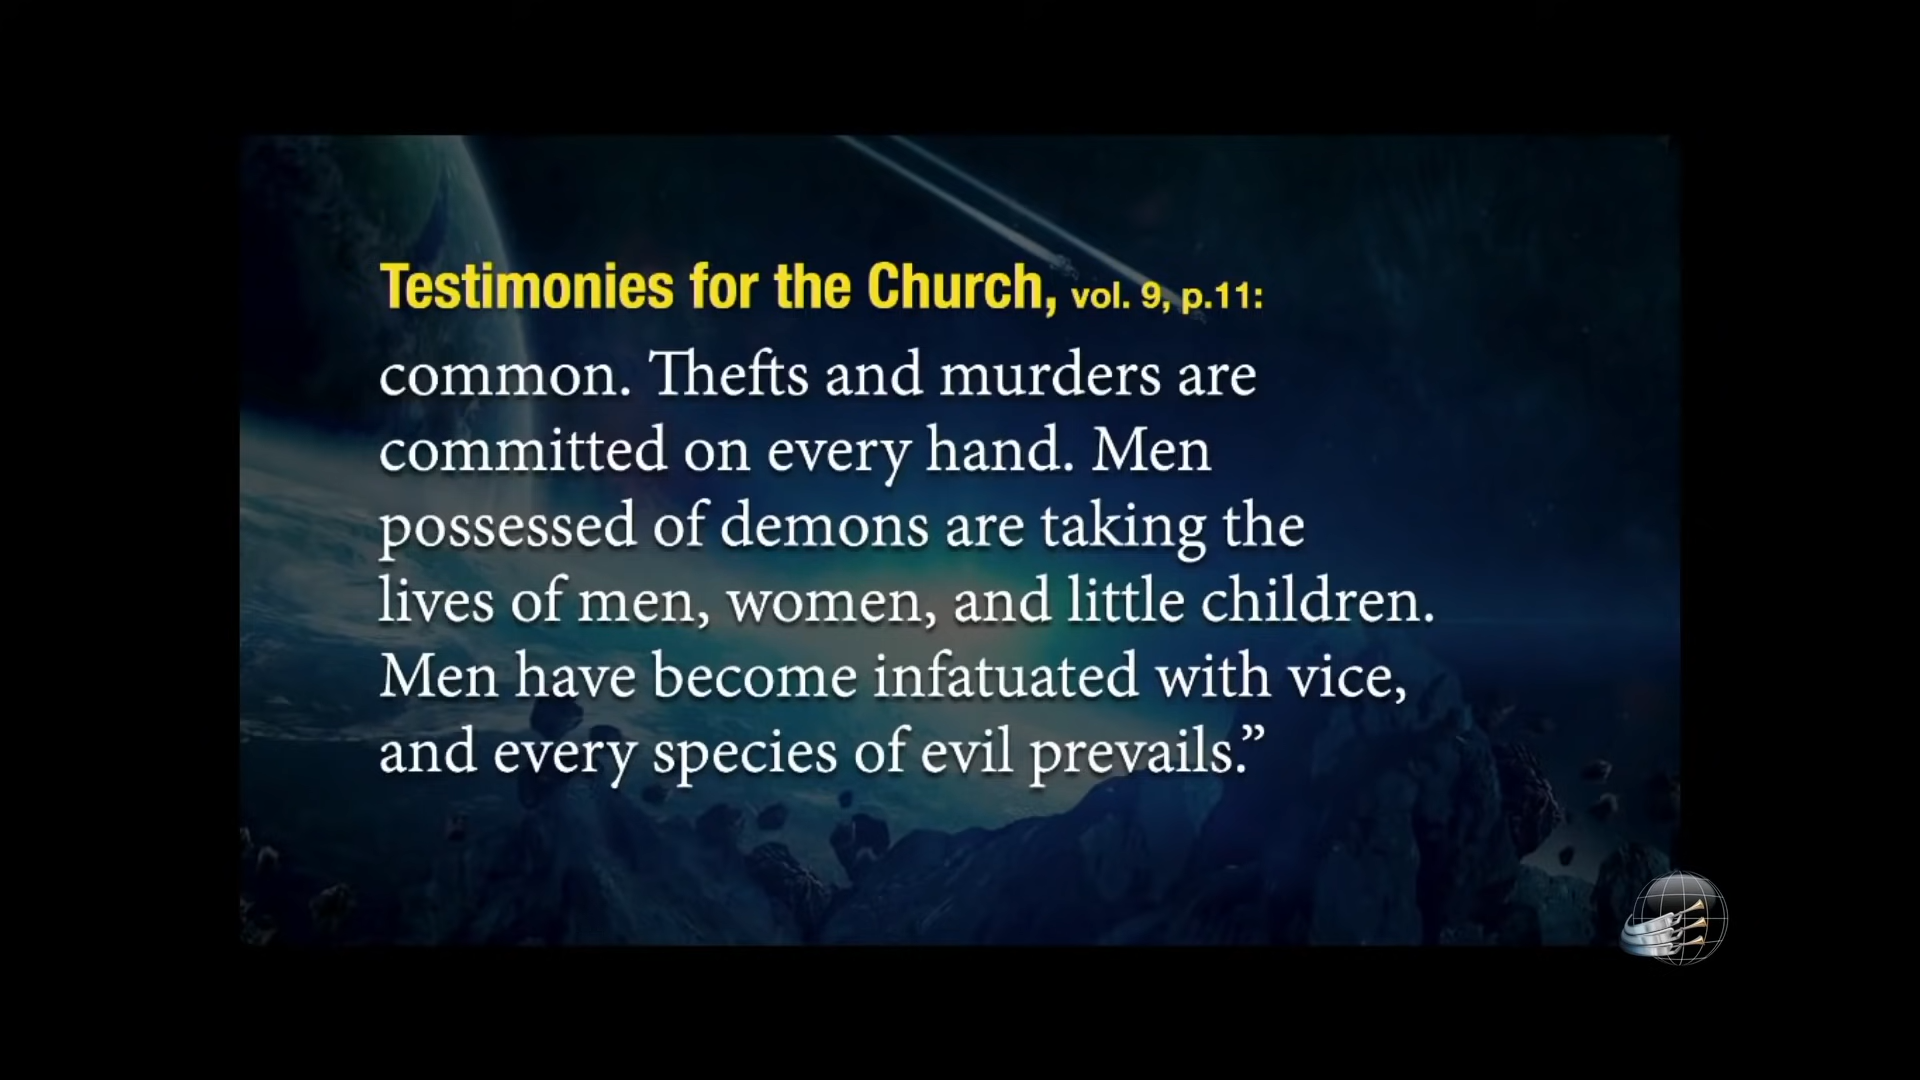 Testimonies for the Church, vol. 9, p.11:
common. Thefts and murders are
committed on every hand. Men
possessed of demons are taking the
lives of men, women, and little children.
Men have become infatuated with vice,
and every species of evil prevails.”